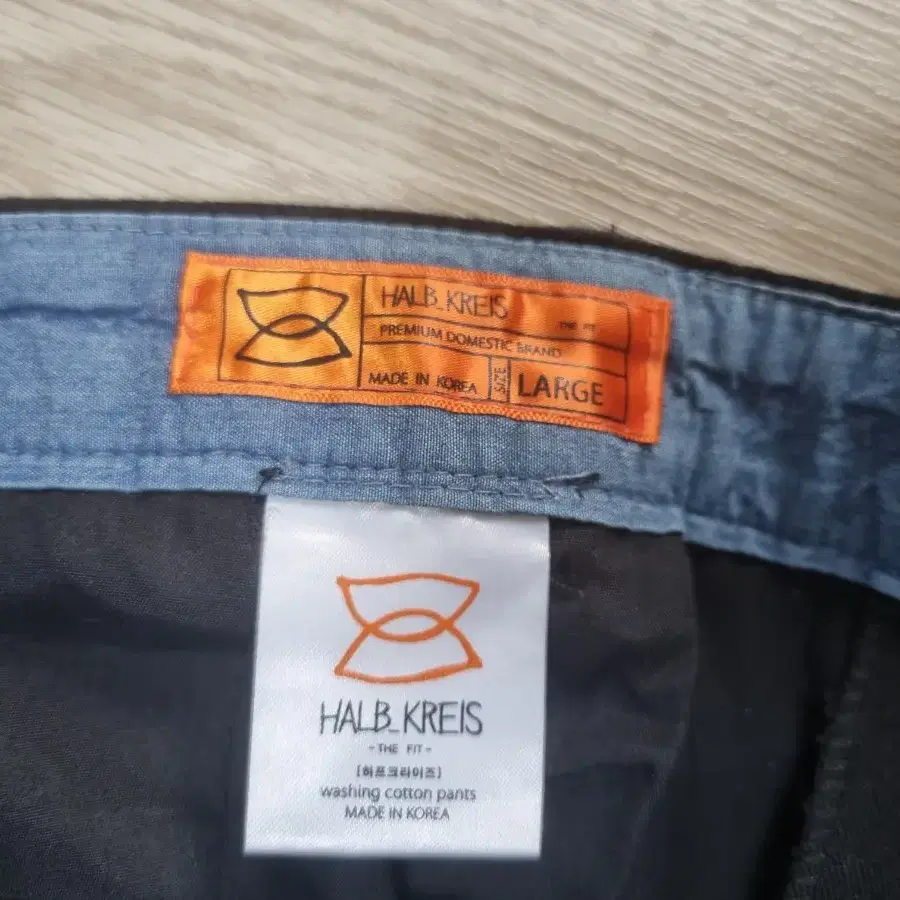 HALB_KREIS
THE FIT
PREMIUM DOMESTIC BRAND
MADE IN KOREA SIZE LARGE
HALB_KREIS
- THE FIT -
[하프크라이즈]
washing cotton pants
MADE IN KOREA